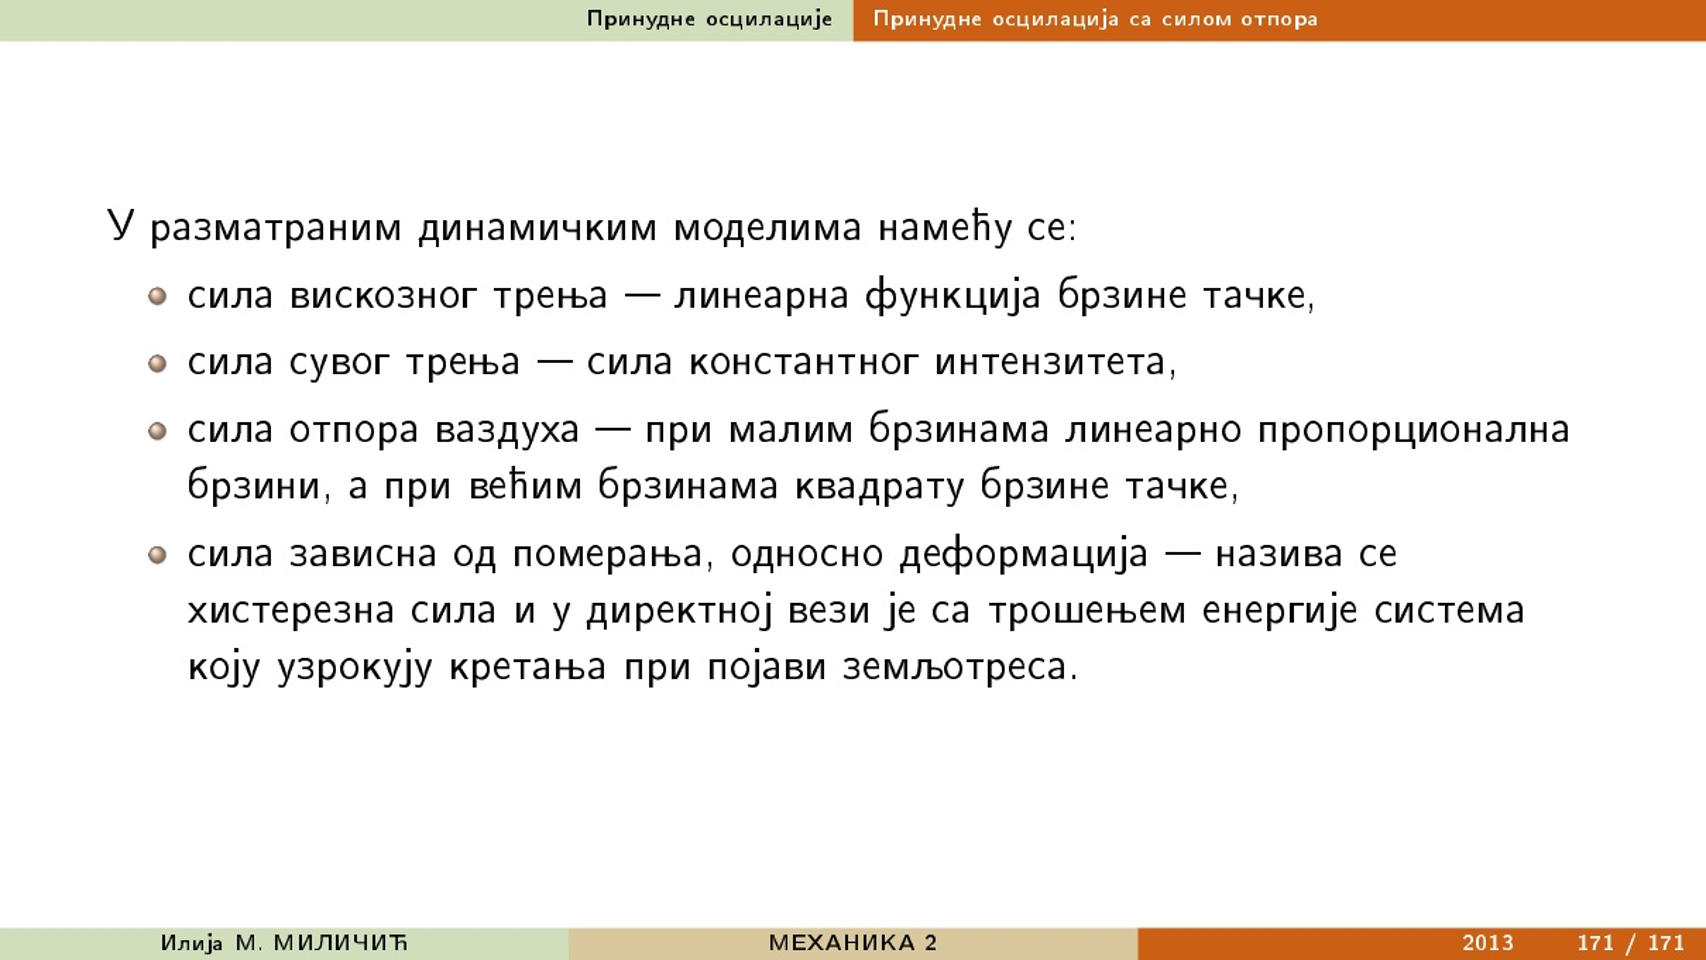 Принудне осцилације
Принудне осцилација са силом отпора
У разматраним динамичким моделима намећу се:
сила вискозног трења — линеарна функција брзине тачке,
сила сувог трења — сила константног интензитета,
сила отпора ваздуха — при малим брзинама линеарно пропорционална
брзини, а при већим брзинама квадрату брзине тачке,
сила зависна од померања, односно деформација — назива се
хистерезна сила и у директној вези је са трошењем енергије система
коју узрокују кретања при појави земљотреса.
Илија М. МИЛИЧИЋ
МЕХАНИКА 2
2013
171 / 171